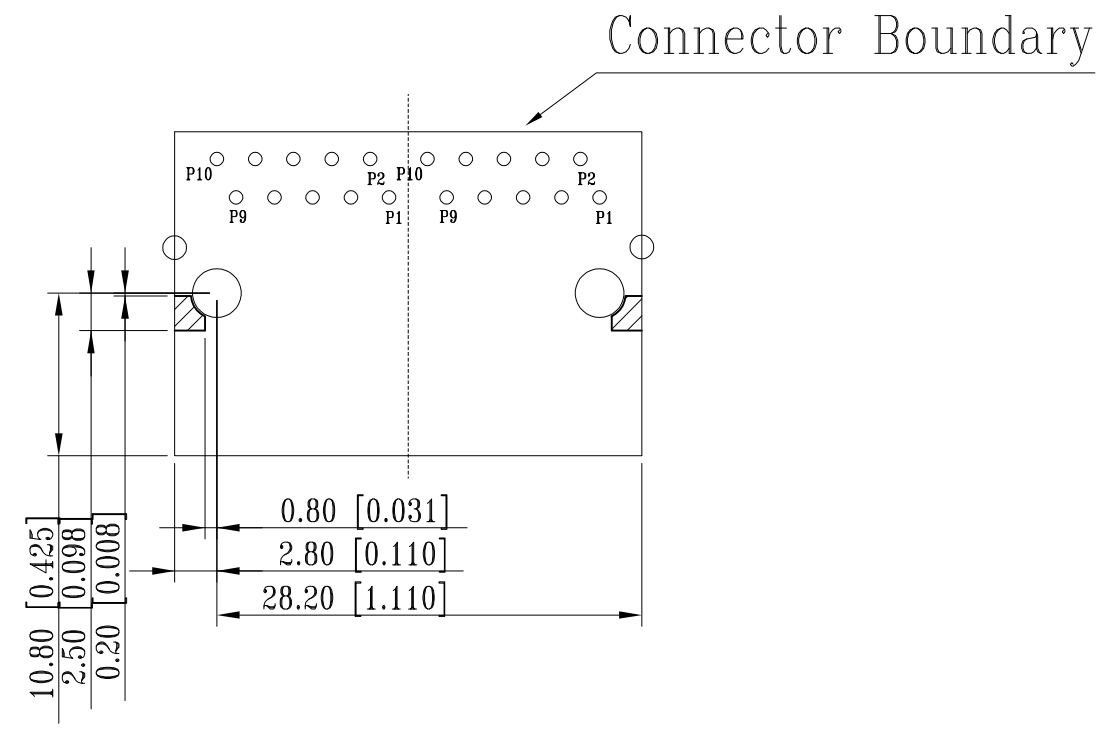 Connector Boundary
P10
P2
P10
P2
P9
P1
P9
P1
0.80 [0.031]
2.80 [0.110]
28.20 [1.110]
10.80 [0.425]
2.50 [0.098]
0.20 [0.008]